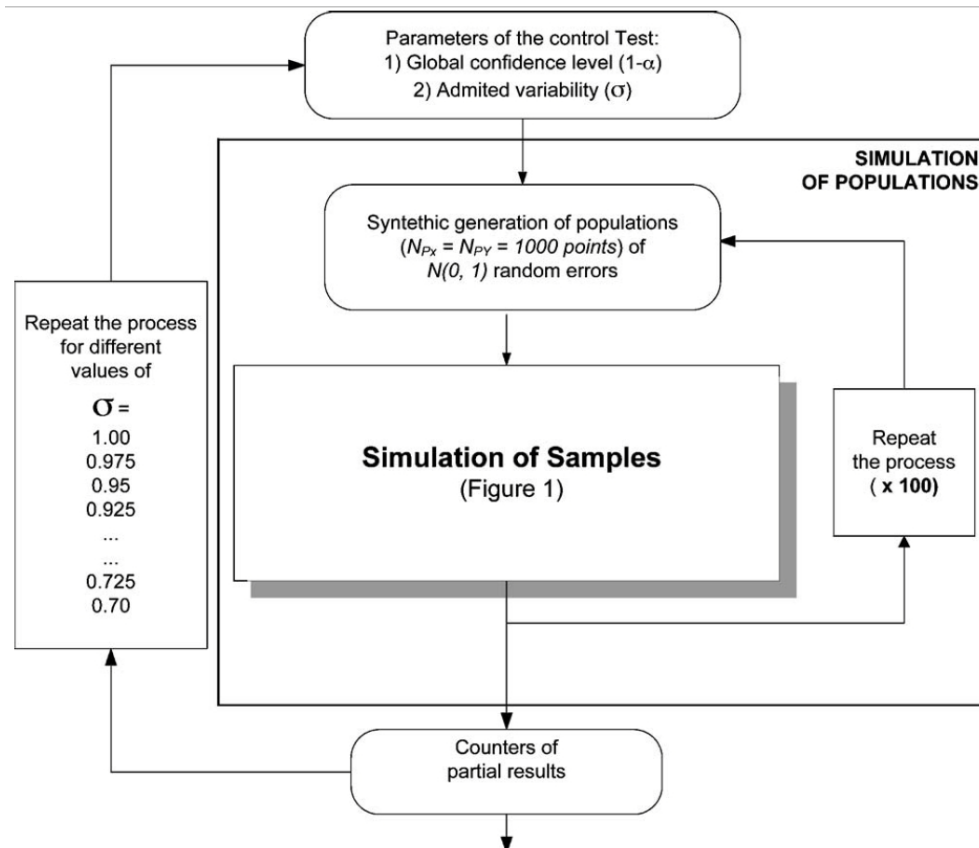 Parameters of the control Test:
1) Global confidence level (1-α)
2) Admited variability (σ)
SIMULATION
OF POPULATIONS
Syntethic generation of populations
(N_Px = N_PY = 1000 points) of
N(0, 1) random errors
Repeat the process
for different
values of
σ =
1.00
0.975
0.95
0.925
...
...
0.725
0.70
Simulation of Samples
(Figure 1)
Repeat
the process
( x 100)
Counters of
partial results